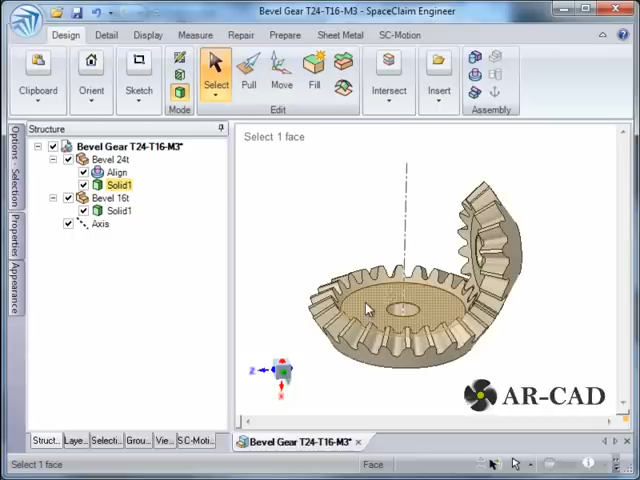 Bevel Gear T24-T16-M3* - SpaceClaim Engineer
Design Detail Display Measure Repair Prepare Sheet Metal SC-Motion
Clipboard Orient Sketch Mode Select Pull Move Fill Edit Intersect Insert Assembly
Options - Selection
Properties
Appearance
Structure
Bevel Gear T24-T16-M3*
Bevel 24t
Align
Solid1
Bevel 16t
Solid1
Axis
Select 1 face
Z
X
AR-CAD
Struct... Laye... Selecti... Grou... Vie... SC-Moti...
Bevel Gear T24-T16-M3*
Select 1 face
Face